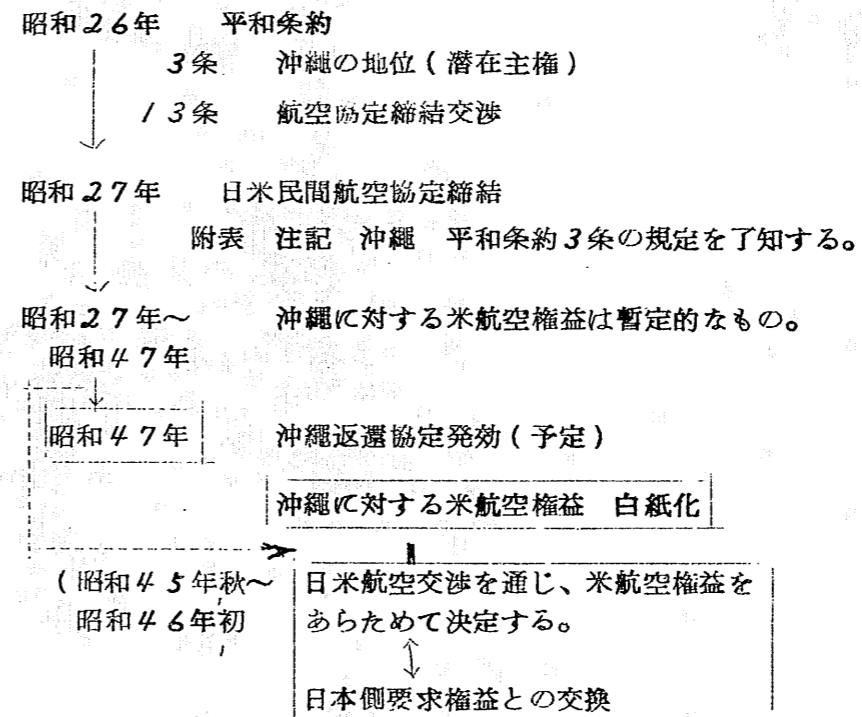 昭和26年　平和条約
3条　沖繩の地位（潜在主権）
13条　航空協定締結交渉
昭和27年　日米民間航空協定締結
附表　注記　沖繩　平和条約3条の規定を了知する。
昭和27年～　沖繩に対する米航空権益は暫定的なもの。
昭和47年
昭和47年　沖繩返還協定発効（予定）
沖繩に対する米航空権益　白紙化
（昭和45年秋～　日米航空交渉を通じ、米航空権益を
昭和46年初　あらためて決定する。
日本側要求権益との交換